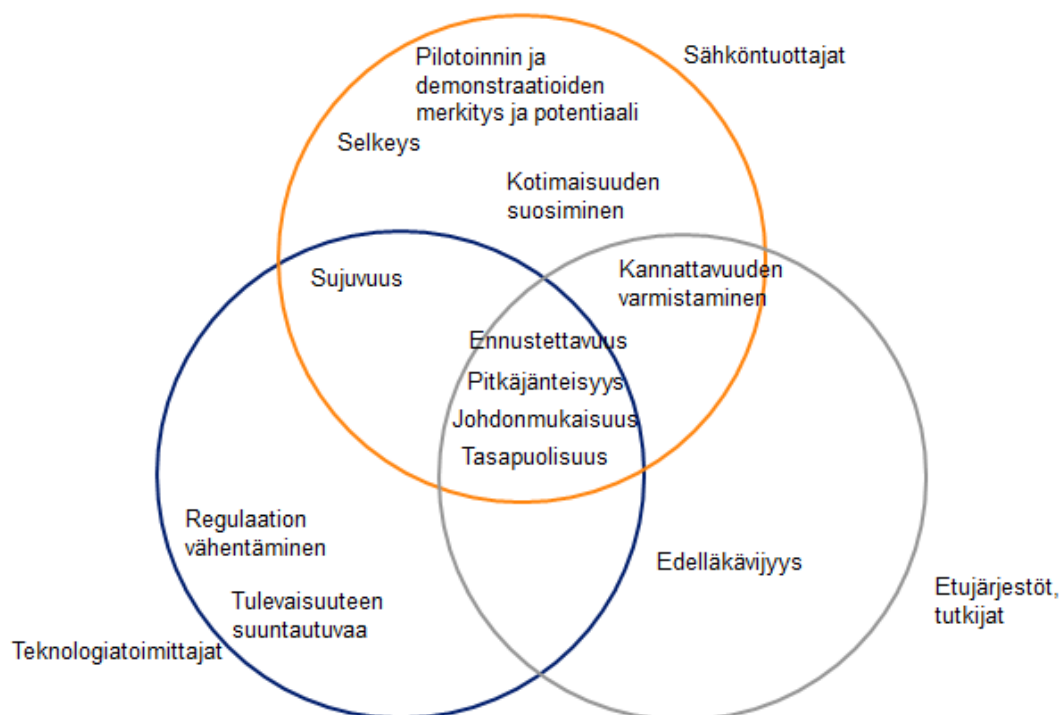 Pilotoinnin ja
demonstraatioiden
merkitys ja potentiaali
Sähköntuottajat
Selkeys
Kotimaisuuden
suosiminen
Sujuvuus
Kannattavuuden
varmistaminen
Ennustettavuus
Pitkäjänteisyys
Johdonmukaisuus
Tasapuolisuus
Regulaation
vähentäminen
Edelläkävijyys
Tulevaisuuteen
suuntautuvaa
Etujärjestöt,
tutkijat
Teknologiatoimittajat